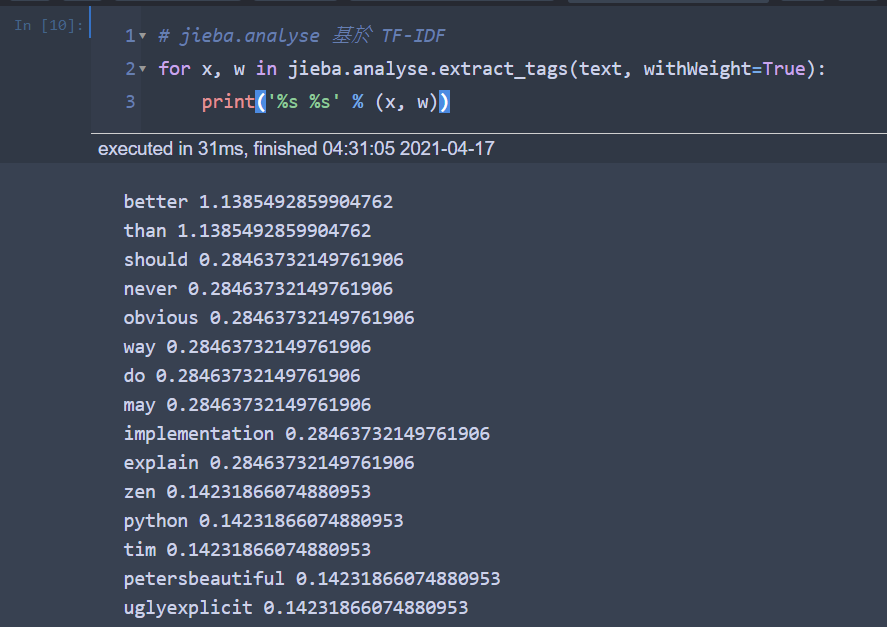 In [10]:
1 # jieba.analyse 基於 TF-IDF
2 for x, w in jieba.analyse.extract_tags(text, withWeight=True):
3 print('%s %s' % (x, w))
executed in 31ms, finished 04:31:05 2021-04-17
better 1.1385492859904762
than 1.1385492859904762
should 0.28463732149761906
never 0.28463732149761906
obvious 0.28463732149761906
way 0.28463732149761906
do 0.28463732149761906
may 0.28463732149761906
implementation 0.28463732149761906
explain 0.28463732149761906
zen 0.14231866074880953
python 0.14231866074880953
tim 0.14231866074880953
petersbeautiful 0.14231866074880953
uglyexplicit 0.14231866074880953